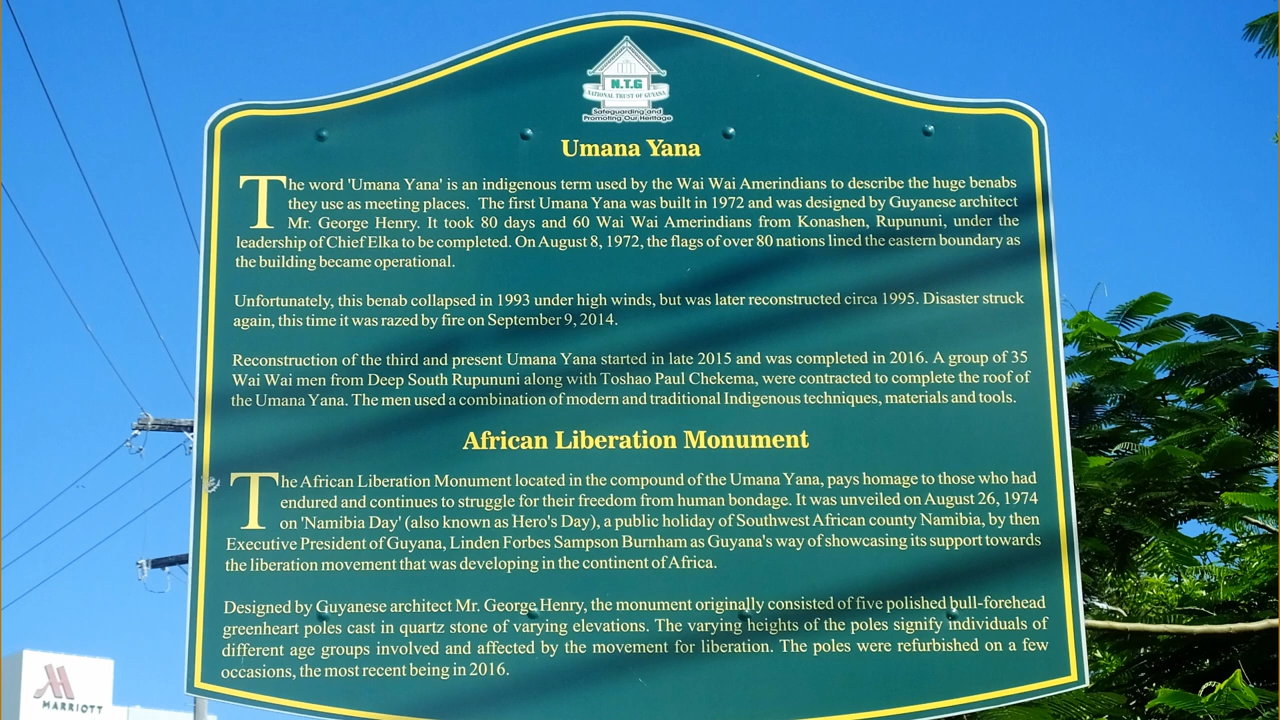 N.T.G
NATIONAL TRUST OF GUYANA
Safeguarding and
Promoting Our Heritage
Umana Yana
The word 'Umana Yana' is an indigenous term used by the Wai Wai Amerindians to describe the huge benabs
they use as meeting places. The first Umana Yana was built in 1972 and was designed by Guyanese architect
Mr. George Henry. It took 80 days and 60 Wai Wai Amerindians from Konashen, Rupununi, under the
leadership of Chief Elka to be completed. On August 8, 1972, the flags of over 80 nations lined the eastern boundary as
the building became operational.
Unfortunately, this benab collapsed in 1993 under high winds, but was later reconstructed circa 1995. Disaster struck
again, this time it was razed by fire on September 9, 2014.
Reconstruction of the third and present Umana Yana started in late 2015 and was completed in 2016. A group of 35
Wai Wai men from Deep South Rupununi along with Toshao Paul Chekema, were contracted to complete the roof of
the Umana Yana. The men used a combination of modern and traditional Indigenous techniques, materials and tools.
African Liberation Monument
The African Liberation Monument located in the compound of the Umana Yana, pays homage to those who had
endured and continues to struggle for their freedom from human bondage. It was unveiled on August 26, 1974
on 'Namibia Day' (also known as Hero's Day), a public holiday of Southwest African county Namibia, by then
Executive President of Guyana, Linden Forbes Sampson Burnham as Guyana's way of showcasing its support towards
the liberation movement that was developing in the continent of Africa.
Designed by Guyanese architect Mr. George Henry, the monument originally consisted of five polished bull-forehead
greenheart poles cast in quartz stone of varying elevations. The varying heights of the poles signify individuals of
different age groups involved and affected by the movement for liberation. The poles were refurbished on a few
occasions, the most recent being in 2016.
MARRIOTT